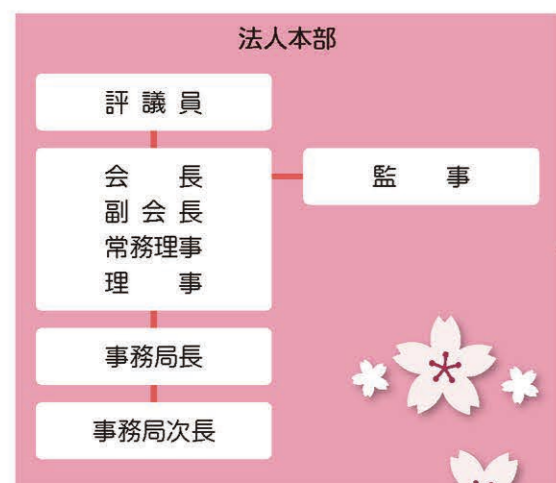 法人本部
評議員
会長
監事
副会長
常務理事
理事
事務局長
事務局次長